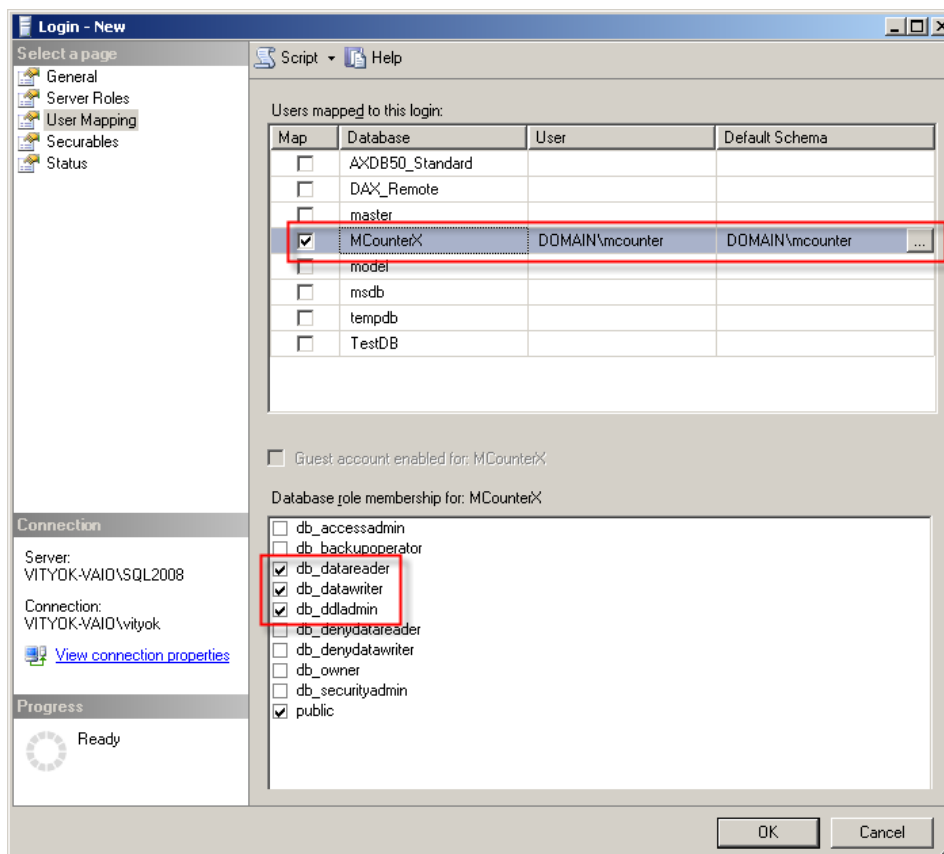 Login - New
Select a page
General
Server Roles
User Mapping
Securables
Status
Script Help
Users mapped to this login:
Map Database User Default Schema
AXDB50_Standard
DAX_Remote
master
MCounterX DOMAIN\mcounter DOMAIN\mcounter ...
model
msdb
tempdb
TestDB
Guest account enabled for: MCounterX
Database role membership for: MCounterX
db_accessadmin
db_backupoperator
db_datareader
db_datawriter
db_ddladmin
db_denydatareader
db_denydatawriter
db_owner
db_securityadmin
public
Connection
Server:
VITYOK-VAIO\SQL2008
Connection:
VITYOK-VAIO\vityok
View connection properties
Progress
Ready
OK Cancel